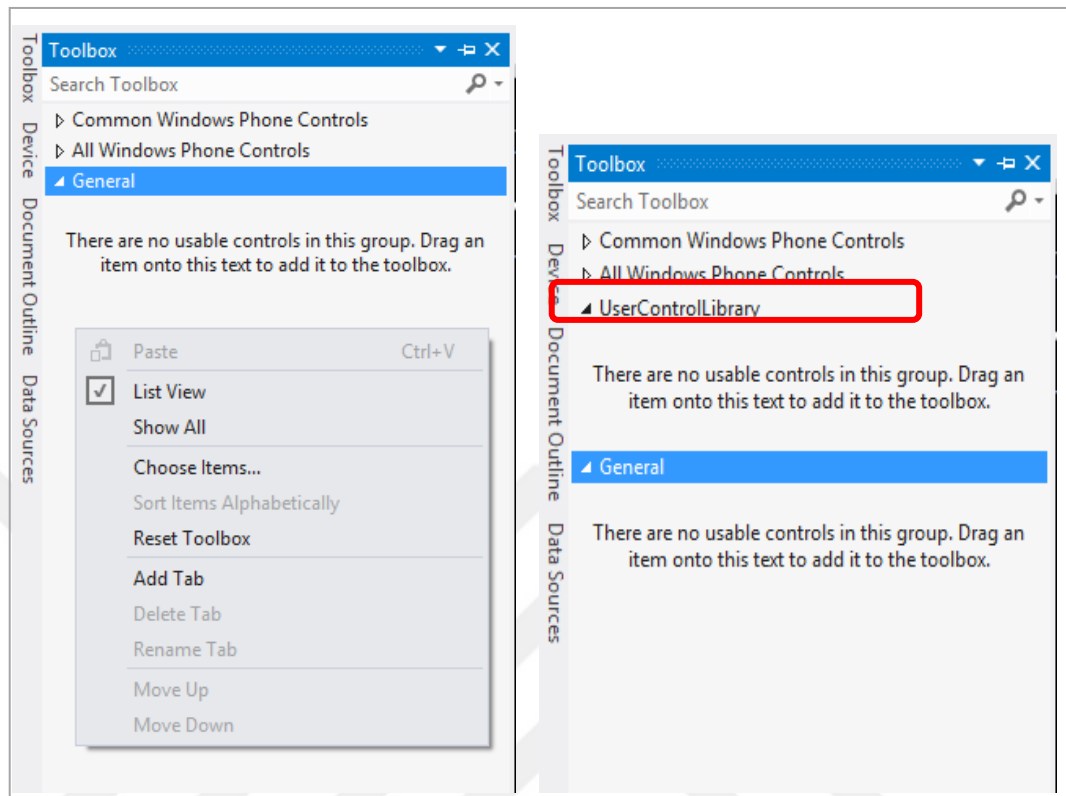 Toolbox
Device
Document Outline
Data Sources
Toolbox
Search Toolbox
Common Windows Phone Controls
All Windows Phone Controls
General
There are no usable controls in this group. Drag an
item onto this text to add it to the toolbox.
Paste Ctrl+V
List View
Show All
Choose Items...
Sort Items Alphabetically
Reset Toolbox
Add Tab
Delete Tab
Rename Tab
Move Up
Move Down
Toolbox
Device
Document Outline
Data Sources
Toolbox
Search Toolbox
Common Windows Phone Controls
All Windows Phone Controls
UserControlLibrary
There are no usable controls in this group. Drag an
item onto this text to add it to the toolbox.
General
There are no usable controls in this group. Drag an
item onto this text to add it to the toolbox.